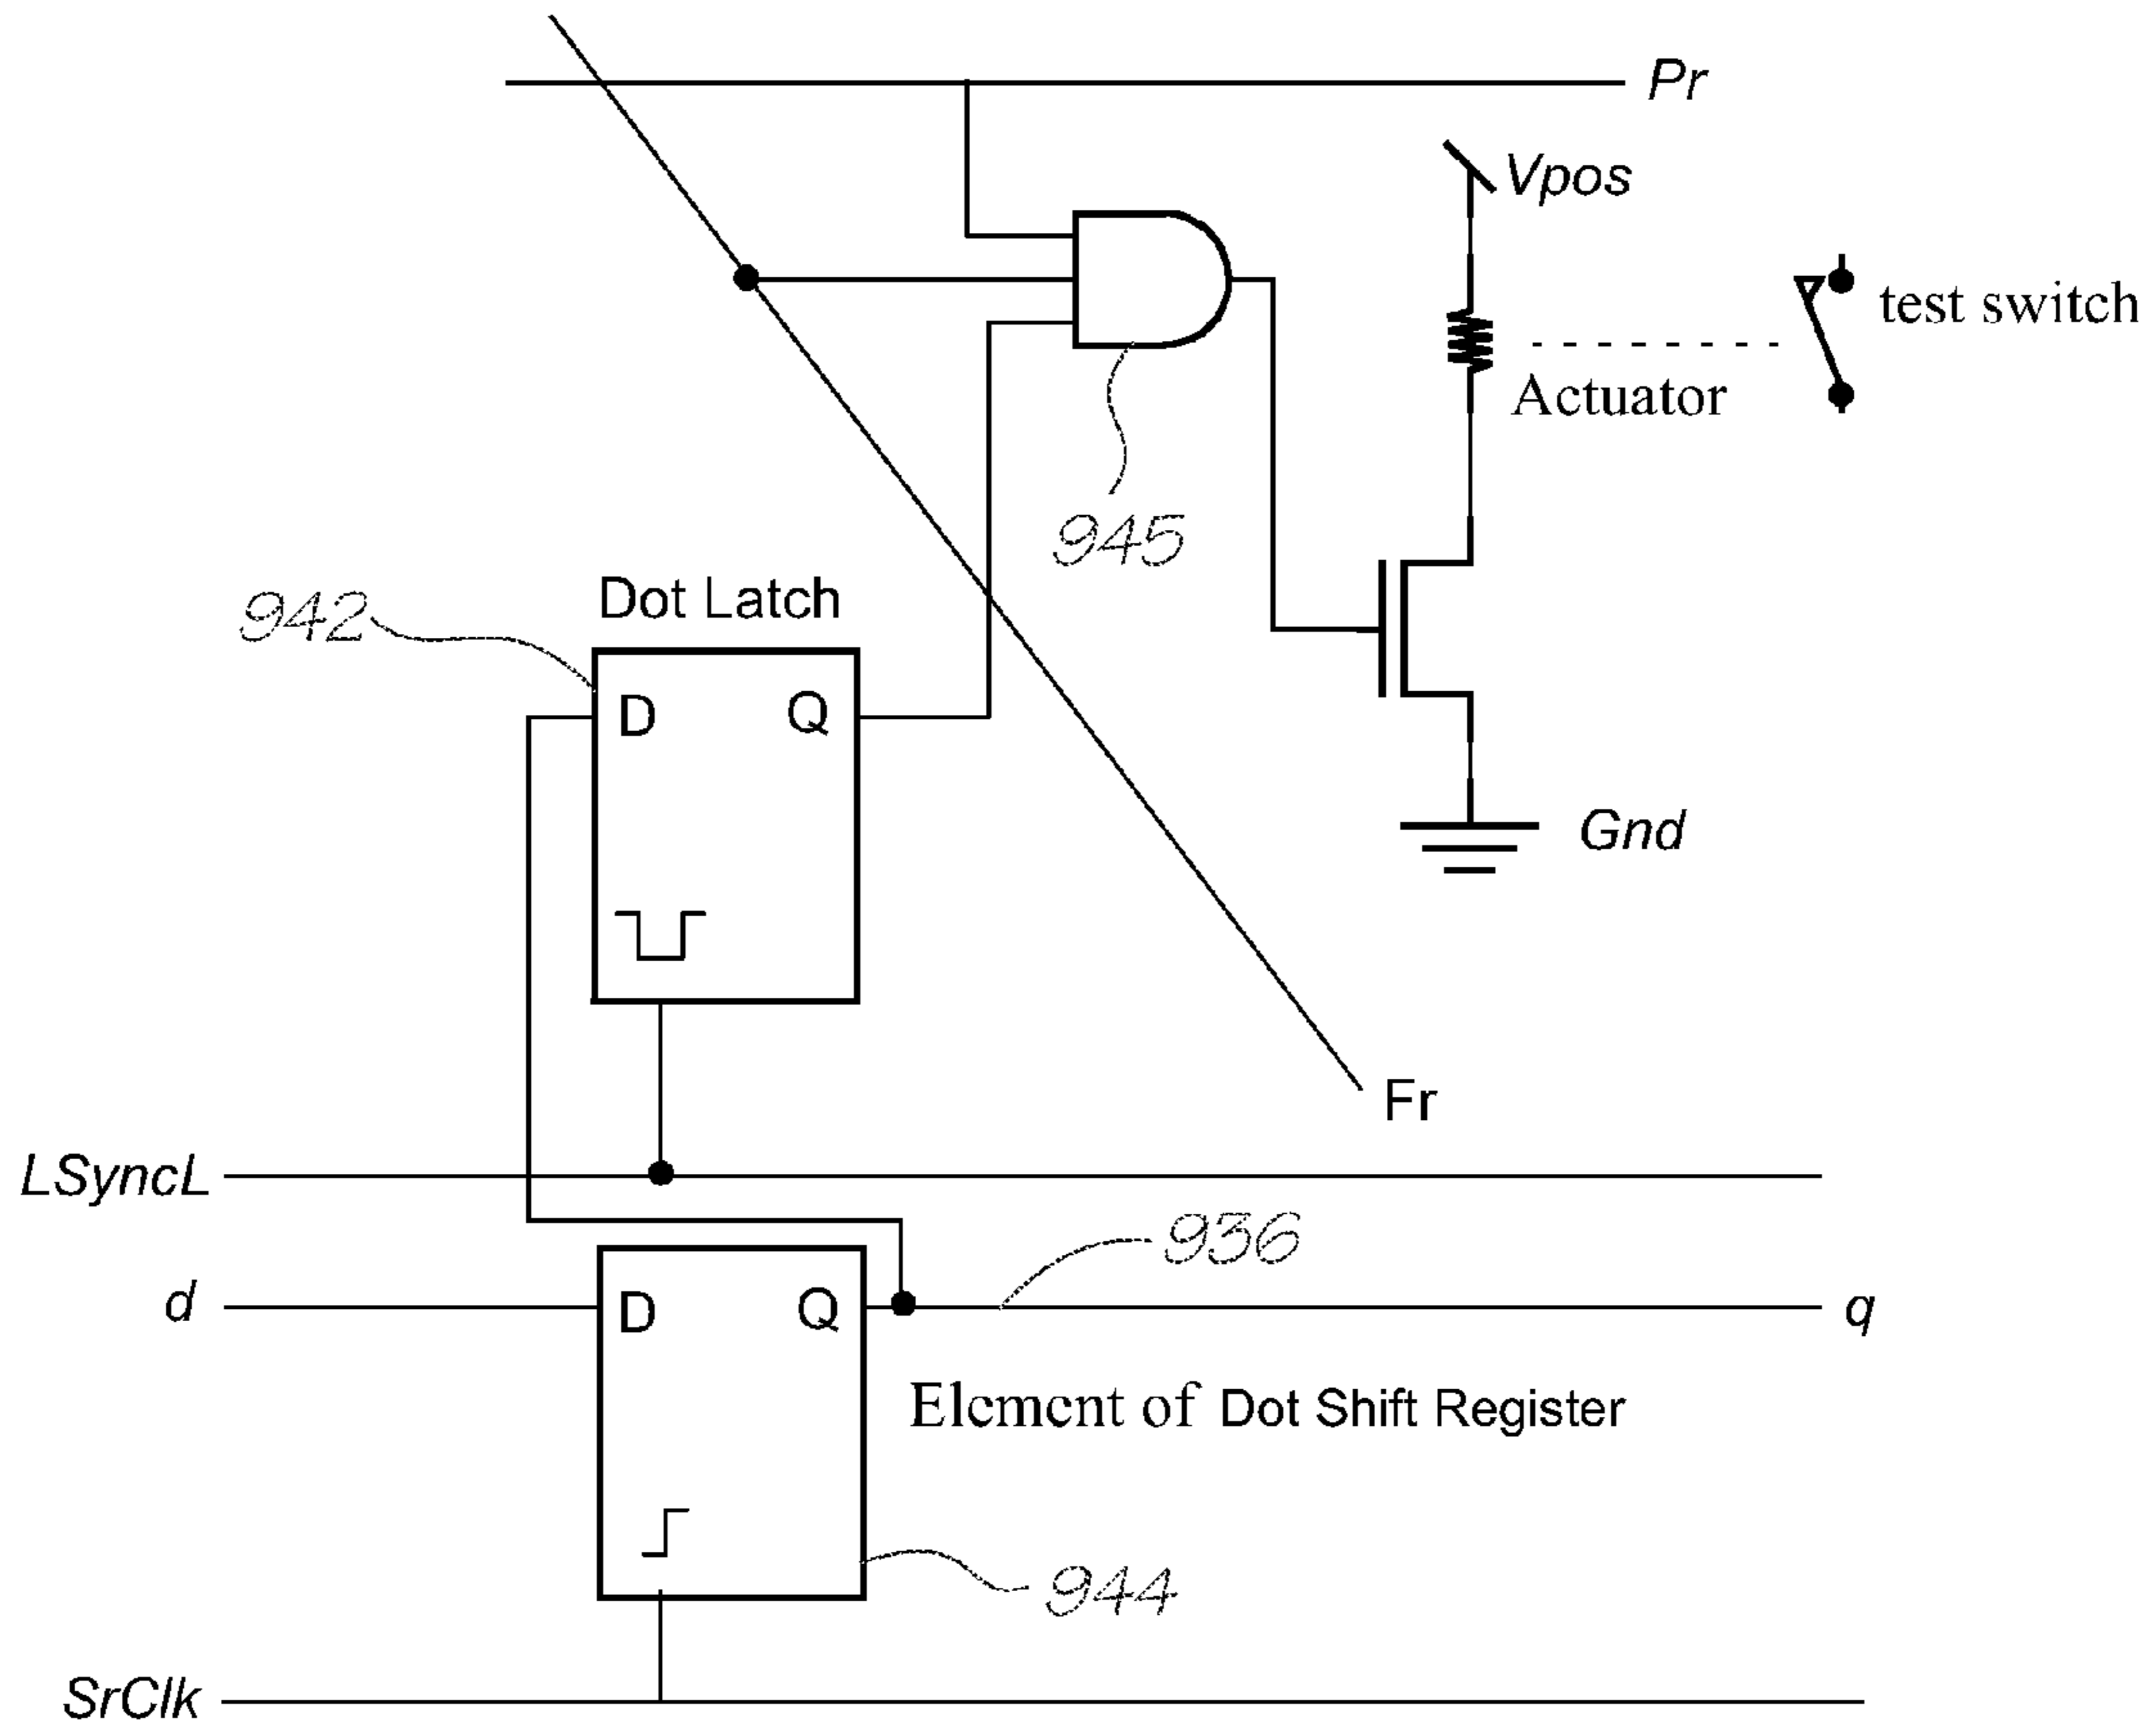 Pr
Vpos
test switch
Actuator
945
942
Dot Latch
D Q
Gnd
Fr
LSyncL
936
d
D Q
q
Element of Dot Shift Register
944
SrClk